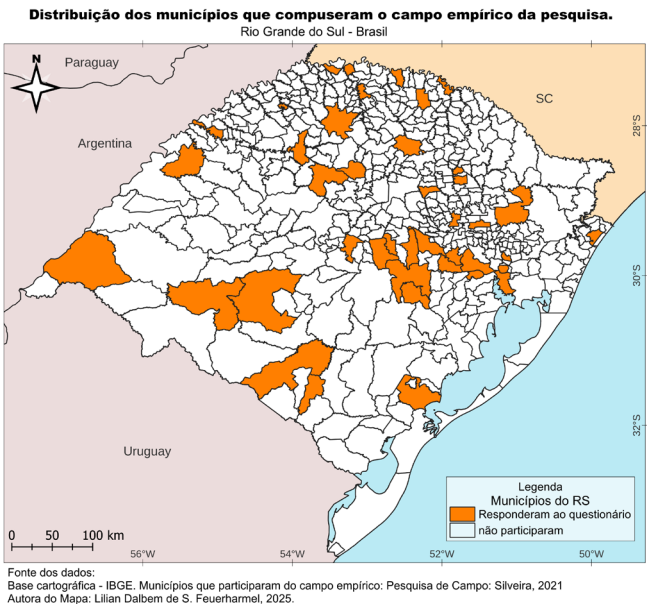 Distribuição dos municípios que compuseram o campo empírico da pesquisa.
Rio Grande do Sul - Brasil
N
Paraguay
SC
Argentina
28°S
30°S
32°S
Uruguay
Legenda
Municípios do RS
Responderam ao questionário
não participaram
0 50 100 km
56°W 54°W 52°W 50°W
Fonte dos dados:
Base cartográfica - IBGE. Municípios que participaram do campo empírico: Pesquisa de Campo: Silveira, 2021
Autora do Mapa: Lilian Dalbem de S. Feuerharmel, 2025.